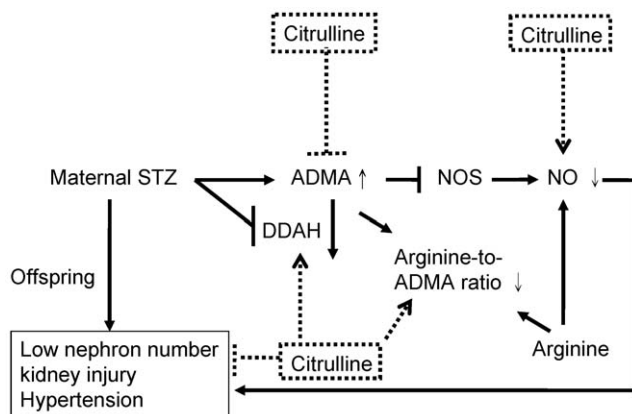 Citrulline
Citrulline
Maternal STZ
ADMA ↑
NOS
NO ↓
DDAH
Arginine-to-
ADMA ratio ↓
Offspring
Low nephron number
kidney injury
Hypertension
Citrulline
Arginine